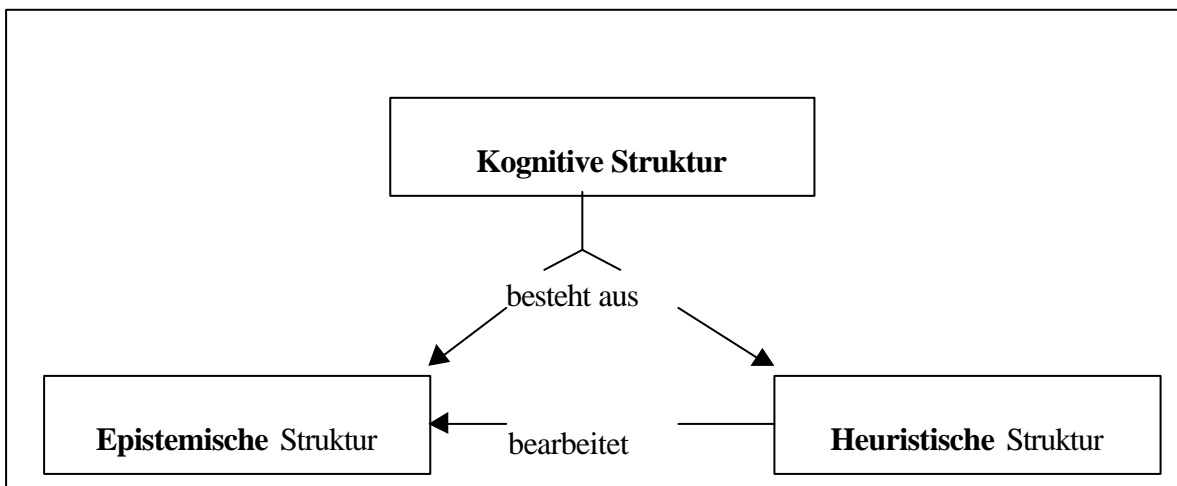 Kognitive Struktur
besteht aus
Epistemische Struktur
bearbeitet
Heuristische Struktur